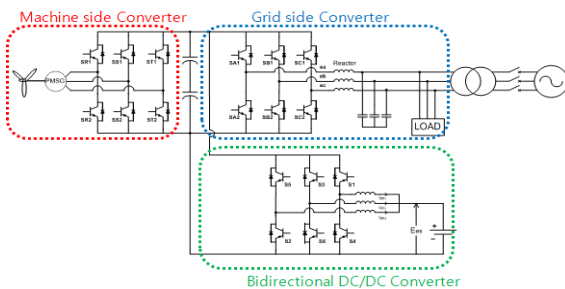 Machine side Converter
Grid side Converter
SR1 SS1 ST1
SA1 SB1 SC1
ea
eb
ec
Reactor
PMSG
SR2 SS2 ST2
SA2 SB2 SC2
LOAD
S5 S3 S1
S2 S6 S4
Ees
Bidirectional DC/DC Converter